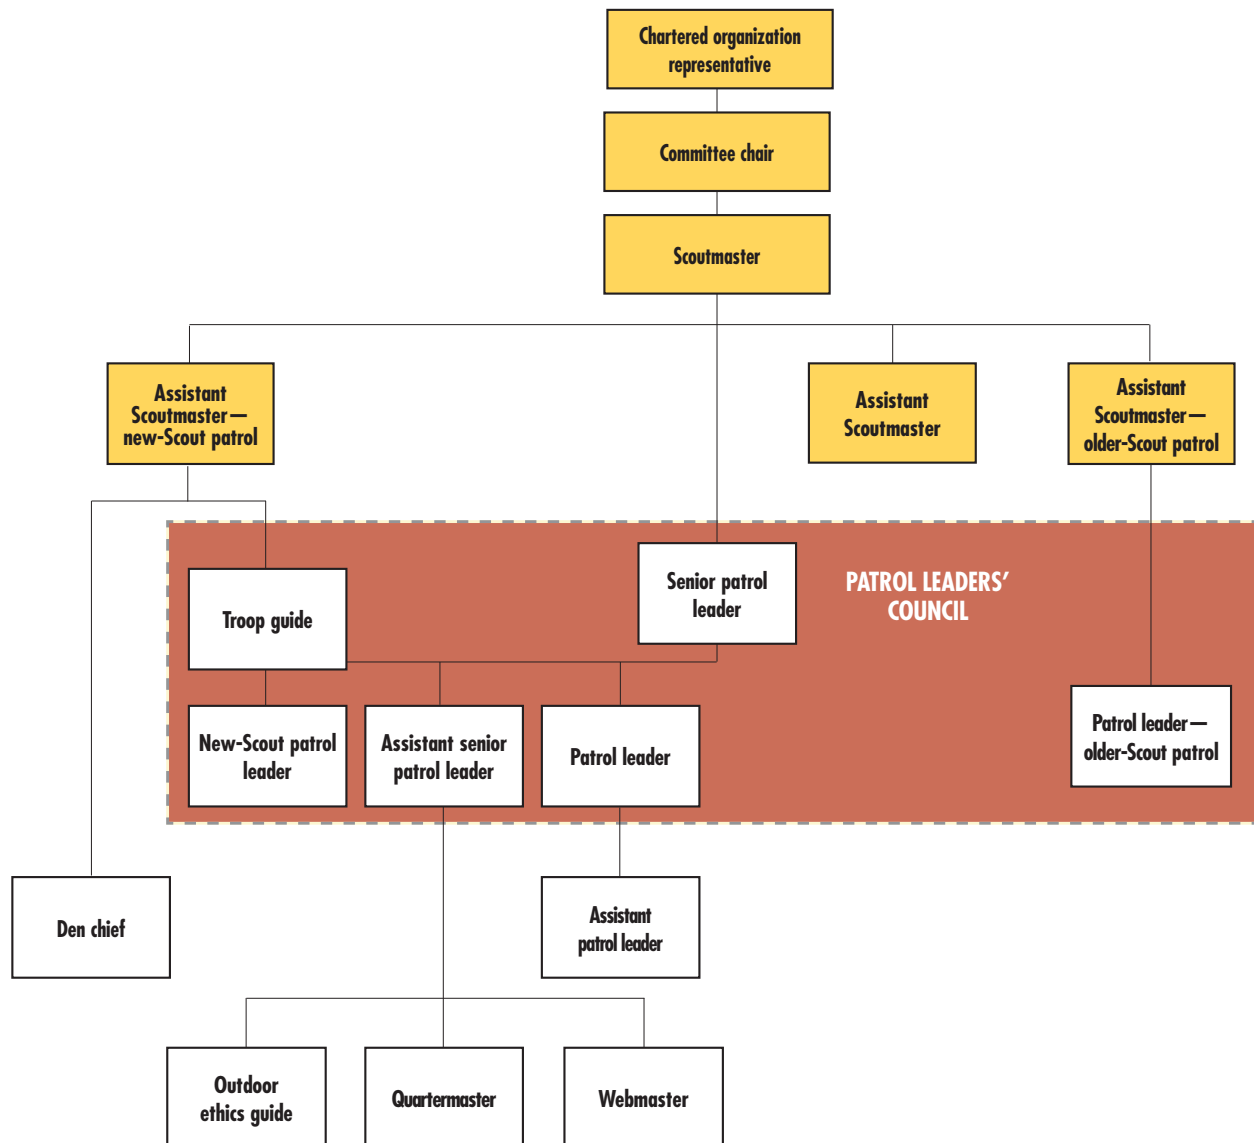 Chartered organization
representative
Committee chair
Scoutmaster
Assistant
Scoutmaster—
new-Scout patrol
Assistant
Scoutmaster
Assistant
Scoutmaster—
older-Scout patrol
Senior patrol
leader
PATROL LEADERS’
COUNCIL
Troop guide
New-Scout patrol
leader
Assistant senior
patrol leader
Patrol leader
Patrol leader—
older-Scout patrol
Den chief
Assistant
patrol leader
Outdoor
ethics guide
Quartermaster
Webmaster